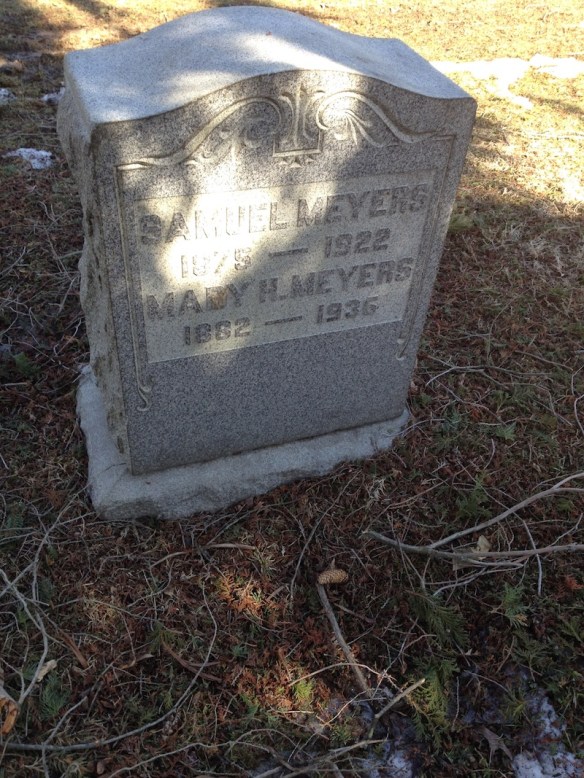 SAMUEL MEYERS
1875 — 1922
MARY H. MEYERS
1882 — 1936